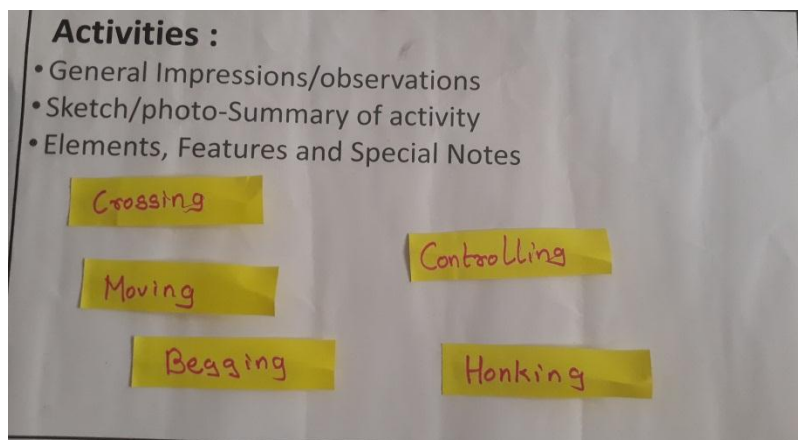 Activities :
• General Impressions/observations
• Sketch/photo-Summary of activity
• Elements, Features and Special Notes
Crossing
Controlling
Moving
Begging
Honking